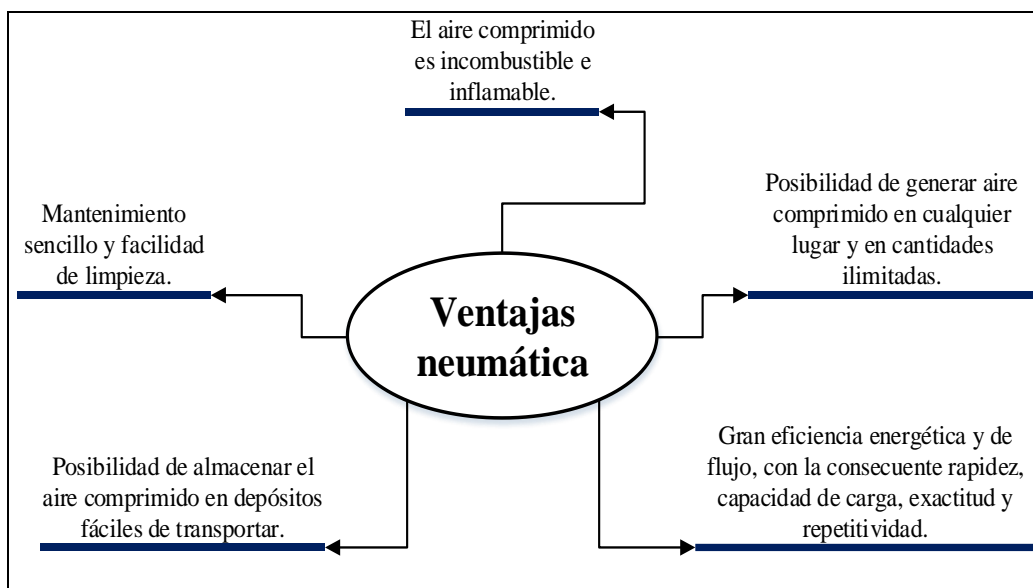 El aire comprimido
es incombustible e
inflamable.
Mantenimiento
sencillo y facilidad
de limpieza.
Posibilidad de generar aire
comprimido en cualquier
lugar y en cantidades
ilimitadas.
Ventajas
neumática
Posibilidad de almacenar el
aire comprimido en depósitos
fáciles de transportar.
Gran eficiencia energética y de
flujo, con la consecuente rapidez,
capacidad de carga, exactitud y
repetitividad.